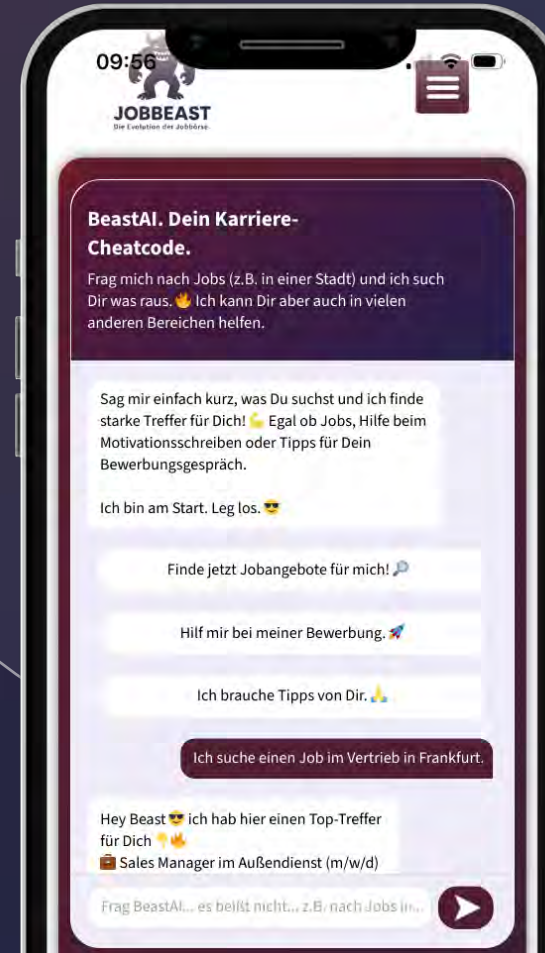 09:56
JOBBEAST
Die Evolution der Jobbörse.
BeastAI. Dein Karriere-
Cheatcode.
Frag mich nach Jobs (z.B. in einer Stadt) und ich such
Dir was raus.🔥 Ich kann Dir aber auch in vielen
anderen Bereichen helfen.
Sag mir einfach kurz, was Du suchst und ich finde
starke Treffer für Dich! 💪 Egal ob Jobs, Hilfe beim
Motivationsschreiben oder Tipps für Dein
Bewerbungsgespräch.
Ich bin am Start. Leg los. 😎
Finde jetzt Jobangebote für mich! 🔎
Hilf mir bei meiner Bewerbung. 🚀
Ich brauche Tipps von Dir. 🙏
Ich suche einen Job im Vertrieb in Frankfurt.
Hey Beast 😎 ich hab hier einen Top-Treffer
für Dich 👇🔥
💼 Sales Manager im Außendienst (m/w/d)
Frag BeastAI... es beißt nicht... z.B. nach Jobs in...